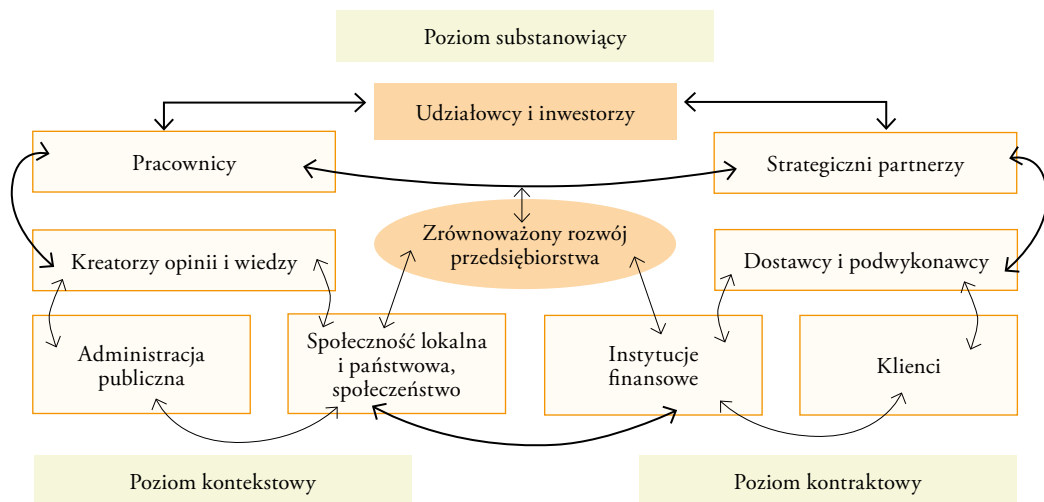 Poziom substanowiący
Udziałowcy i inwestorzy
Pracownicy
Strategiczni partnerzy
Zrównoważony rozwój
przedsiębiorstwa
Kreatorzy opinii i wiedzy
Dostawcy i podwykonawcy
Administracja
publiczna
Społeczność lokalna
i państwowa,
społeczeństwo
Instytucje
finansowe
Klienci
Poziom kontekstowy
Poziom kontraktowy